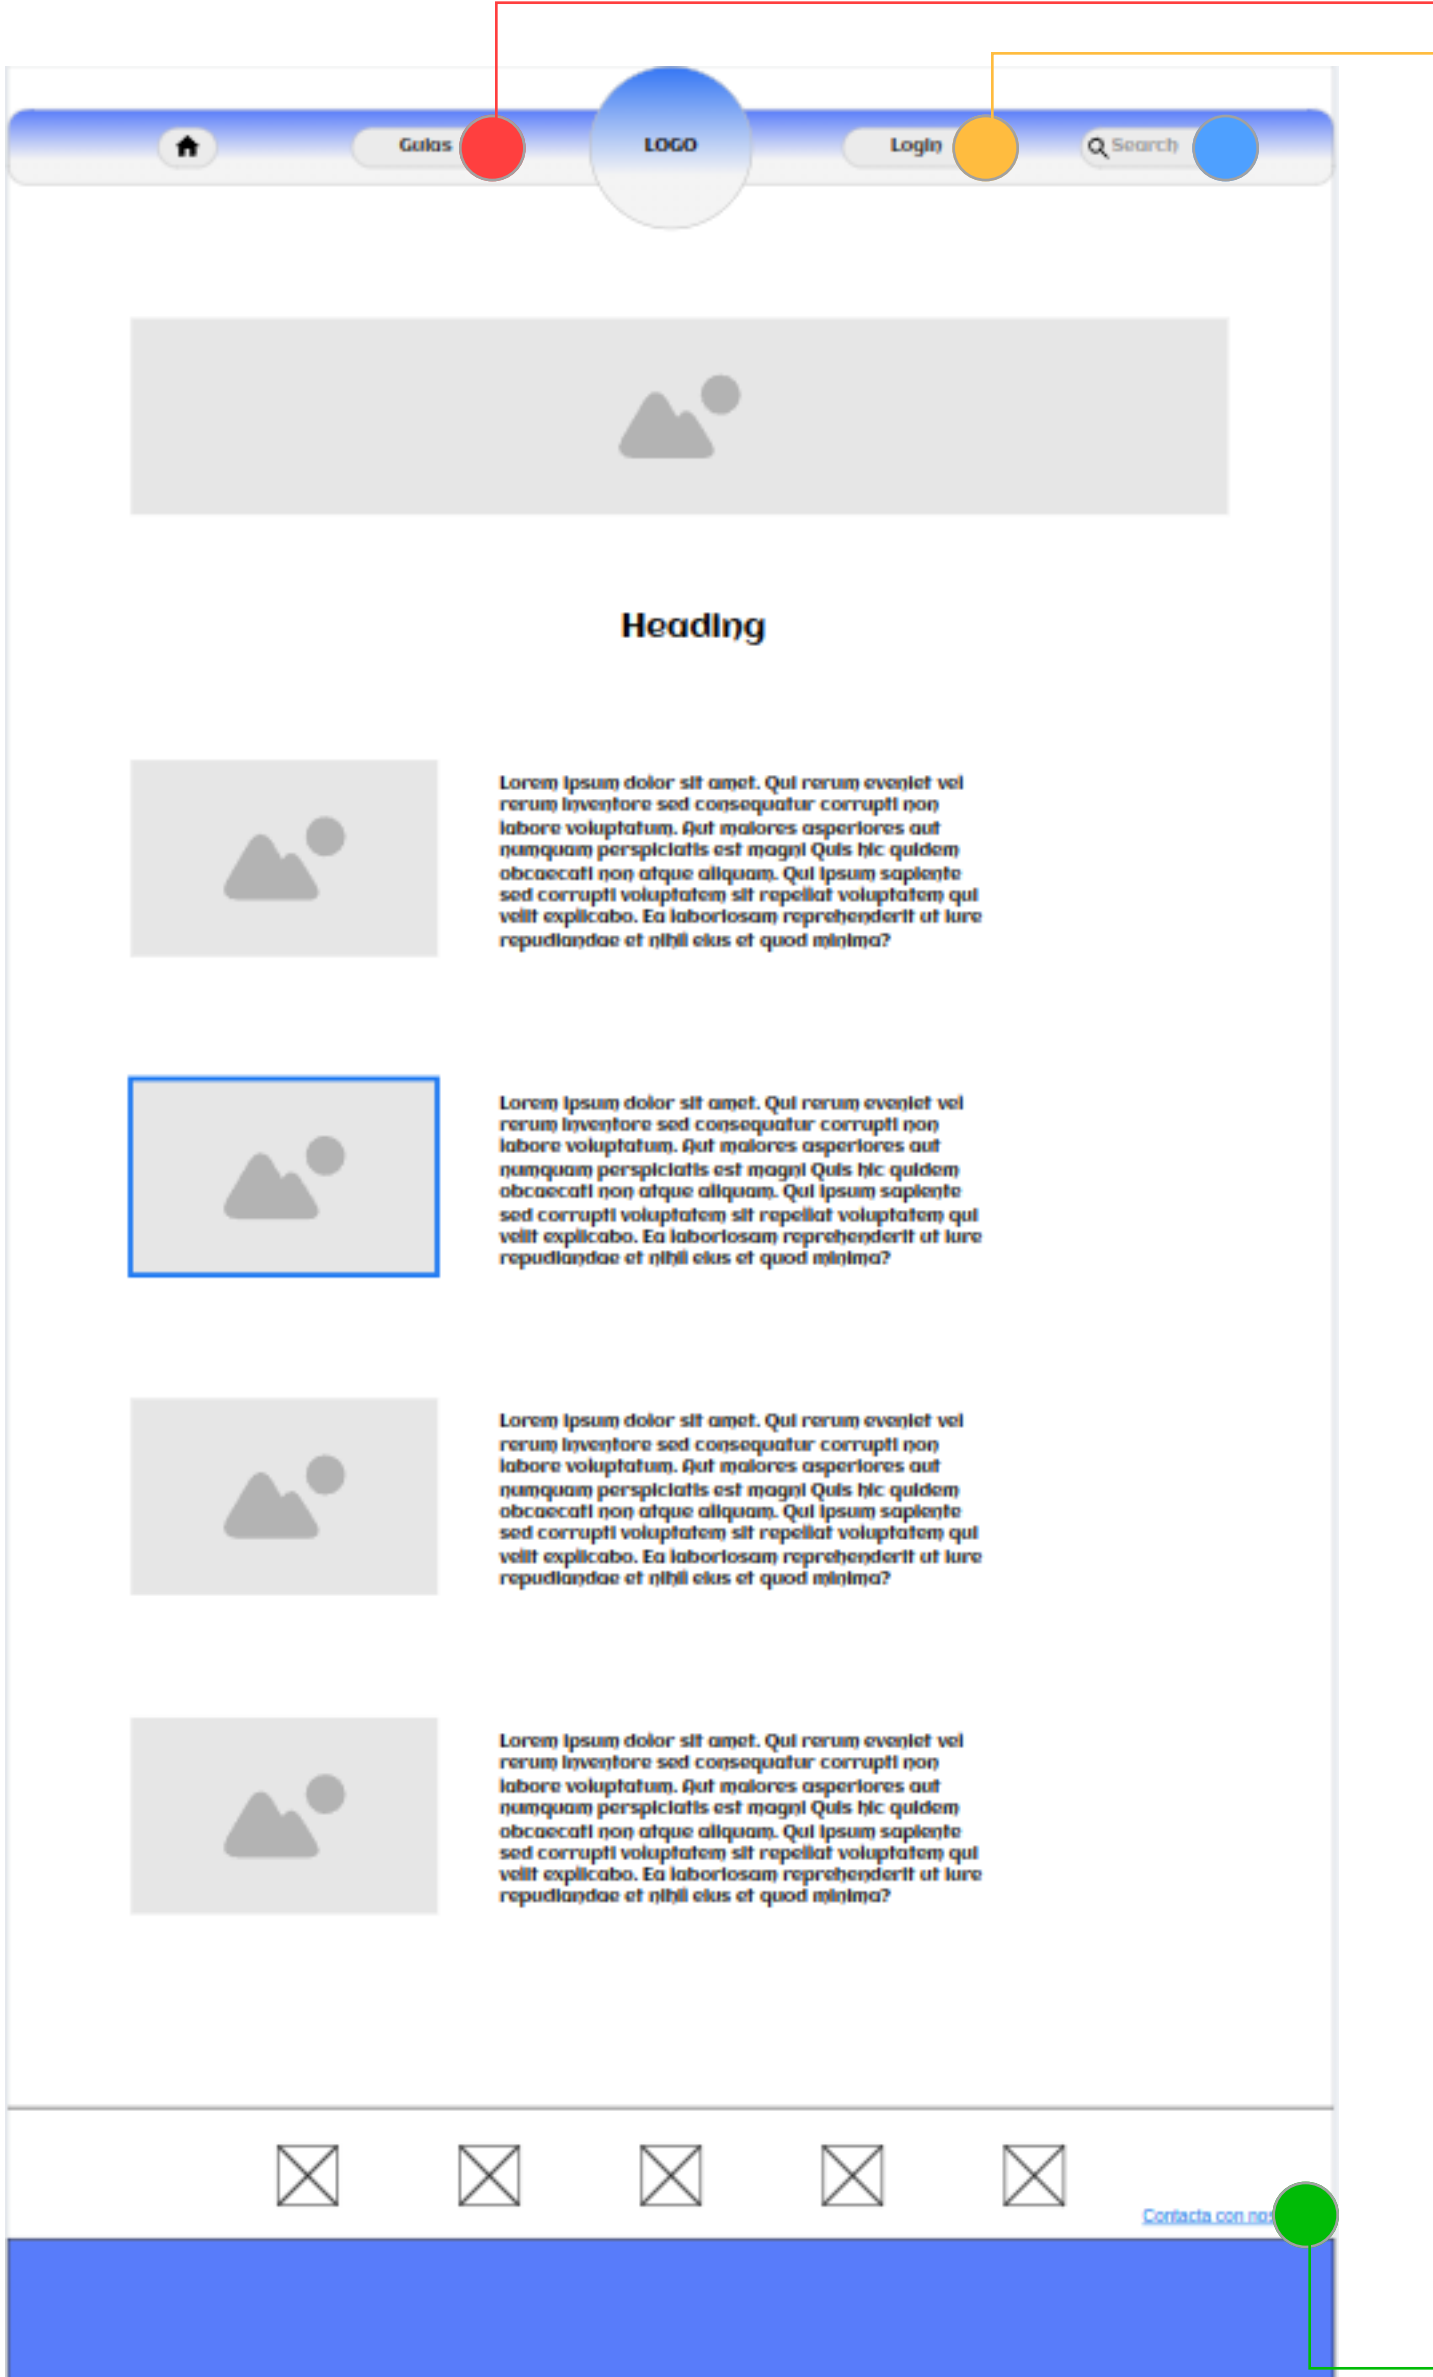 Guias
LOGO
Login
Search
Heading
Lorem ipsum dolor sit amet. Qui rerum eveniet vel
rerum inventore sed consequatur corrupti non
labore voluptatum. Aut maiores asperiores aut
numquam perspiciatis est magni Quis hic quidem
obcaecati non atque aliquam. Qui ipsum sapiente
sed corrupti voluptatem sit repellat voluptatem qui
velit explicabo. Ea laboriosam reprehenderit ut iure
repudiandae et nihil eius et quod minima?
Lorem ipsum dolor sit amet. Qui rerum eveniet vel
rerum inventore sed consequatur corrupti non
labore voluptatum. Aut maiores asperiores aut
numquam perspiciatis est magni Quis hic quidem
obcaecati non atque aliquam. Qui ipsum sapiente
sed corrupti voluptatem sit repellat voluptatem qui
velit explicabo. Ea laboriosam reprehenderit ut iure
repudiandae et nihil eius et quod minima?
Lorem ipsum dolor sit amet. Qui rerum eveniet vel
rerum inventore sed consequatur corrupti non
labore voluptatum. Aut maiores asperiores aut
numquam perspiciatis est magni Quis hic quidem
obcaecati non atque aliquam. Qui ipsum sapiente
sed corrupti voluptatem sit repellat voluptatem qui
velit explicabo. Ea laboriosam reprehenderit ut iure
repudiandae et nihil eius et quod minima?
Lorem ipsum dolor sit amet. Qui rerum eveniet vel
rerum inventore sed consequatur corrupti non
labore voluptatum. Aut maiores asperiores aut
numquam perspiciatis est magni Quis hic quidem
obcaecati non atque aliquam. Qui ipsum sapiente
sed corrupti voluptatem sit repellat voluptatem qui
velit explicabo. Ea laboriosam reprehenderit ut iure
repudiandae et nihil eius et quod minima?
Contacta con